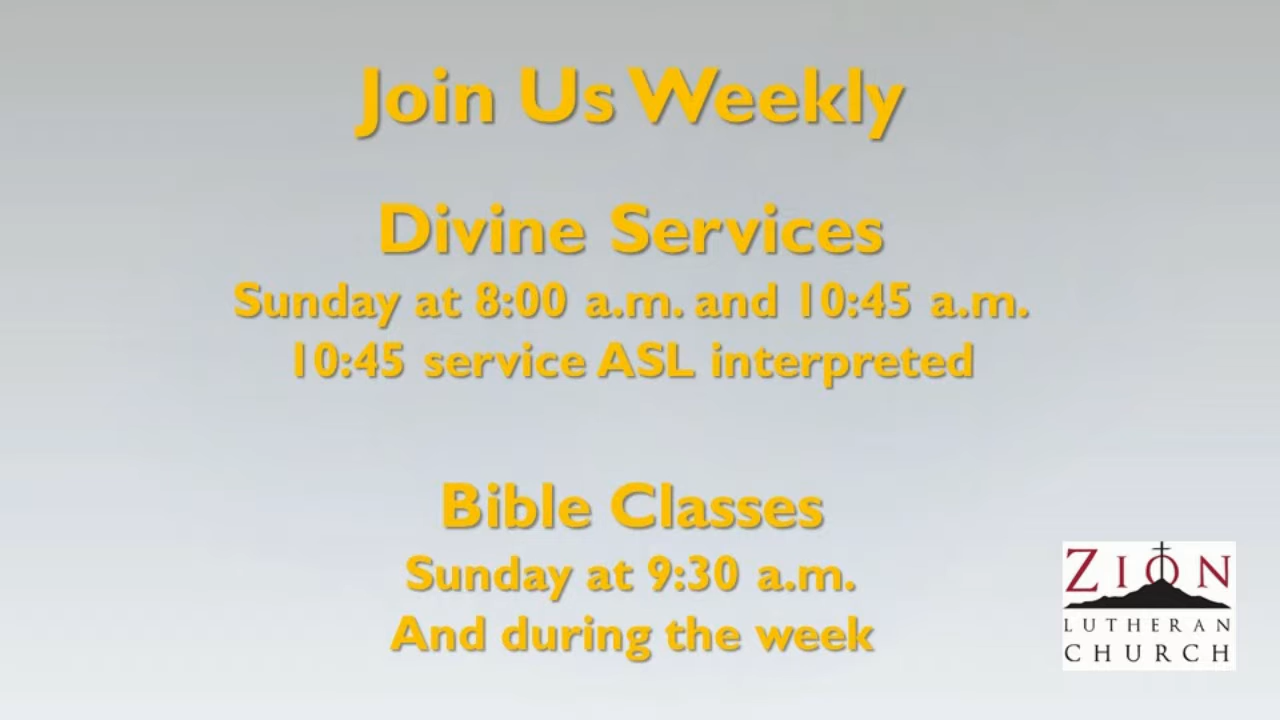 Join Us Weekly
Divine Services
Sunday at 8:00 a.m. and 10:45 a.m.
10:45 service ASL interpreted
Bible Classes
Sunday at 9:30 a.m.
And during the week
ZION
LUTHERAN
CHURCH